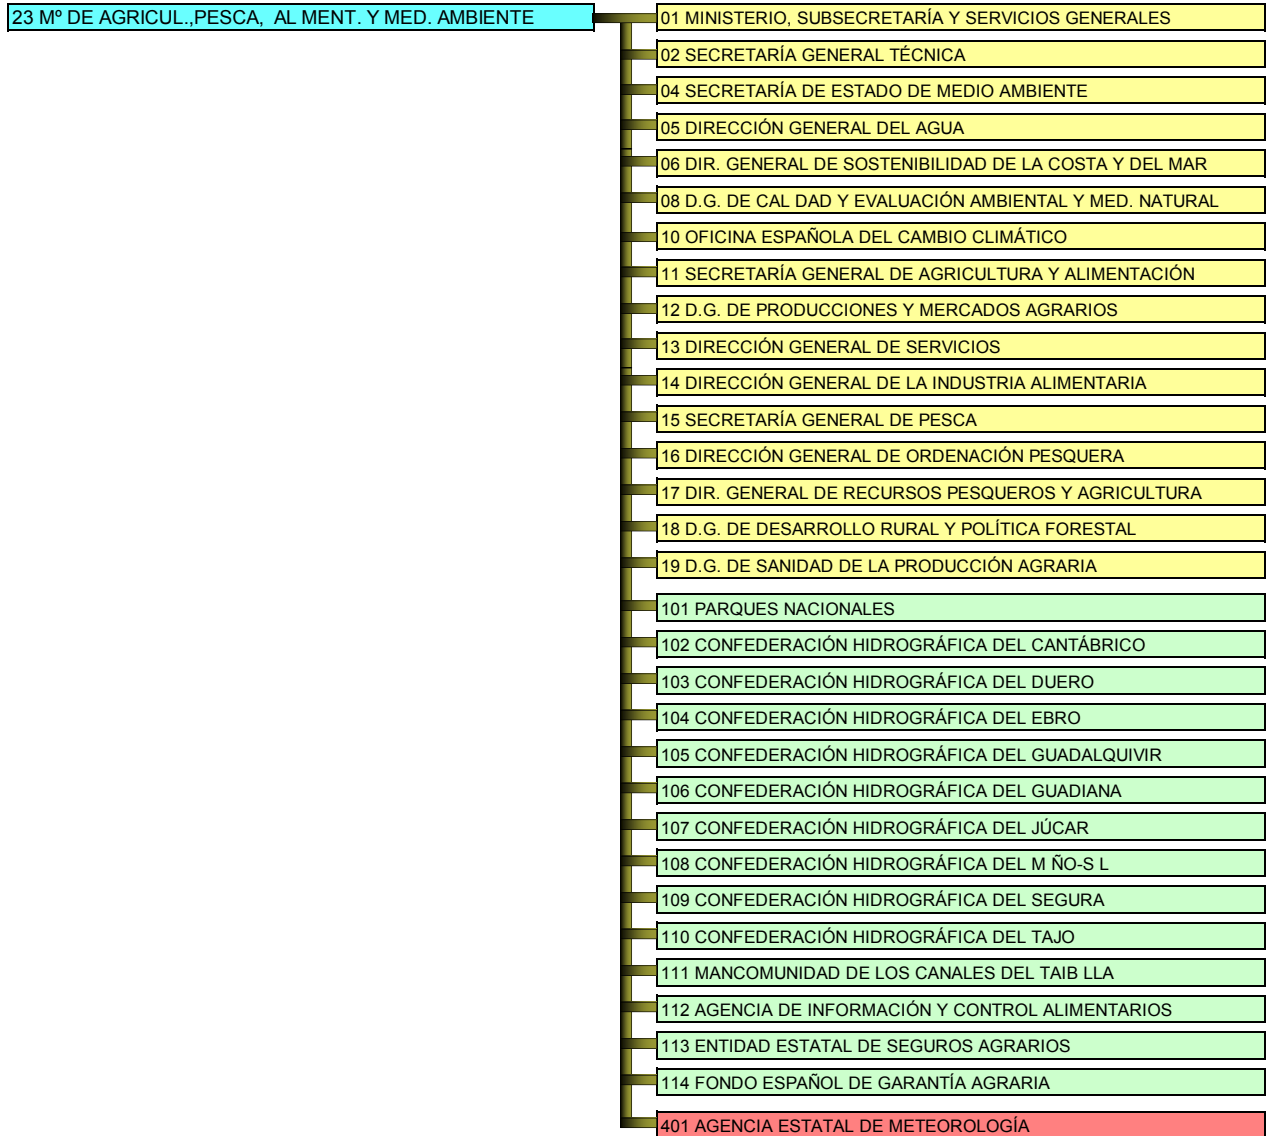 23 Mº DE AGRICUL.,PESCA, AL MENT. Y MED. AMBIENTE
01 MINISTERIO, SUBSECRETARÍA Y SERVICIOS GENERALES
02 SECRETARÍA GENERAL TÉCNICA
04 SECRETARÍA DE ESTADO DE MEDIO AMBIENTE
05 DIRECCIÓN GENERAL DEL AGUA
06 DIR. GENERAL DE SOSTENIBILIDAD DE LA COSTA Y DEL MAR
08 D.G. DE CAL DAD Y EVALUACIÓN AMBIENTAL Y MED. NATURAL
10 OFICINA ESPAÑOLA DEL CAMBIO CLIMÁTICO
11 SECRETARÍA GENERAL DE AGRICULTURA Y ALIMENTACIÓN
12 D.G. DE PRODUCCIONES Y MERCADOS AGRARIOS
13 DIRECCIÓN GENERAL DE SERVICIOS
14 DIRECCIÓN GENERAL DE LA INDUSTRIA ALIMENTARIA
15 SECRETARÍA GENERAL DE PESCA
16 DIRECCIÓN GENERAL DE ORDENACIÓN PESQUERA
17 DIR. GENERAL DE RECURSOS PESQUEROS Y AGRICULTURA
18 D.G. DE DESARROLLO RURAL Y POLÍTICA FORESTAL
19 D.G. DE SANIDAD DE LA PRODUCCIÓN AGRARIA
101 PARQUES NACIONALES
102 CONFEDERACIÓN HIDROGRÁFICA DEL CANTÁBRICO
103 CONFEDERACIÓN HIDROGRÁFICA DEL DUERO
104 CONFEDERACIÓN HIDROGRÁFICA DEL EBRO
105 CONFEDERACIÓN HIDROGRÁFICA DEL GUADALQUIVIR
106 CONFEDERACIÓN HIDROGRÁFICA DEL GUADIANA
107 CONFEDERACIÓN HIDROGRÁFICA DEL JÚCAR
108 CONFEDERACIÓN HIDROGRÁFICA DEL M ÑO-S L
109 CONFEDERACIÓN HIDROGRÁFICA DEL SEGURA
110 CONFEDERACIÓN HIDROGRÁFICA DEL TAJO
111 MANCOMUNIDAD DE LOS CANALES DEL TAIB LLA
112 AGENCIA DE INFORMACIÓN Y CONTROL ALIMENTARIOS
113 ENTIDAD ESTATAL DE SEGUROS AGRARIOS
114 FONDO ESPAÑOL DE GARANTÍA AGRARIA
401 AGENCIA ESTATAL DE METEOROLOGÍA